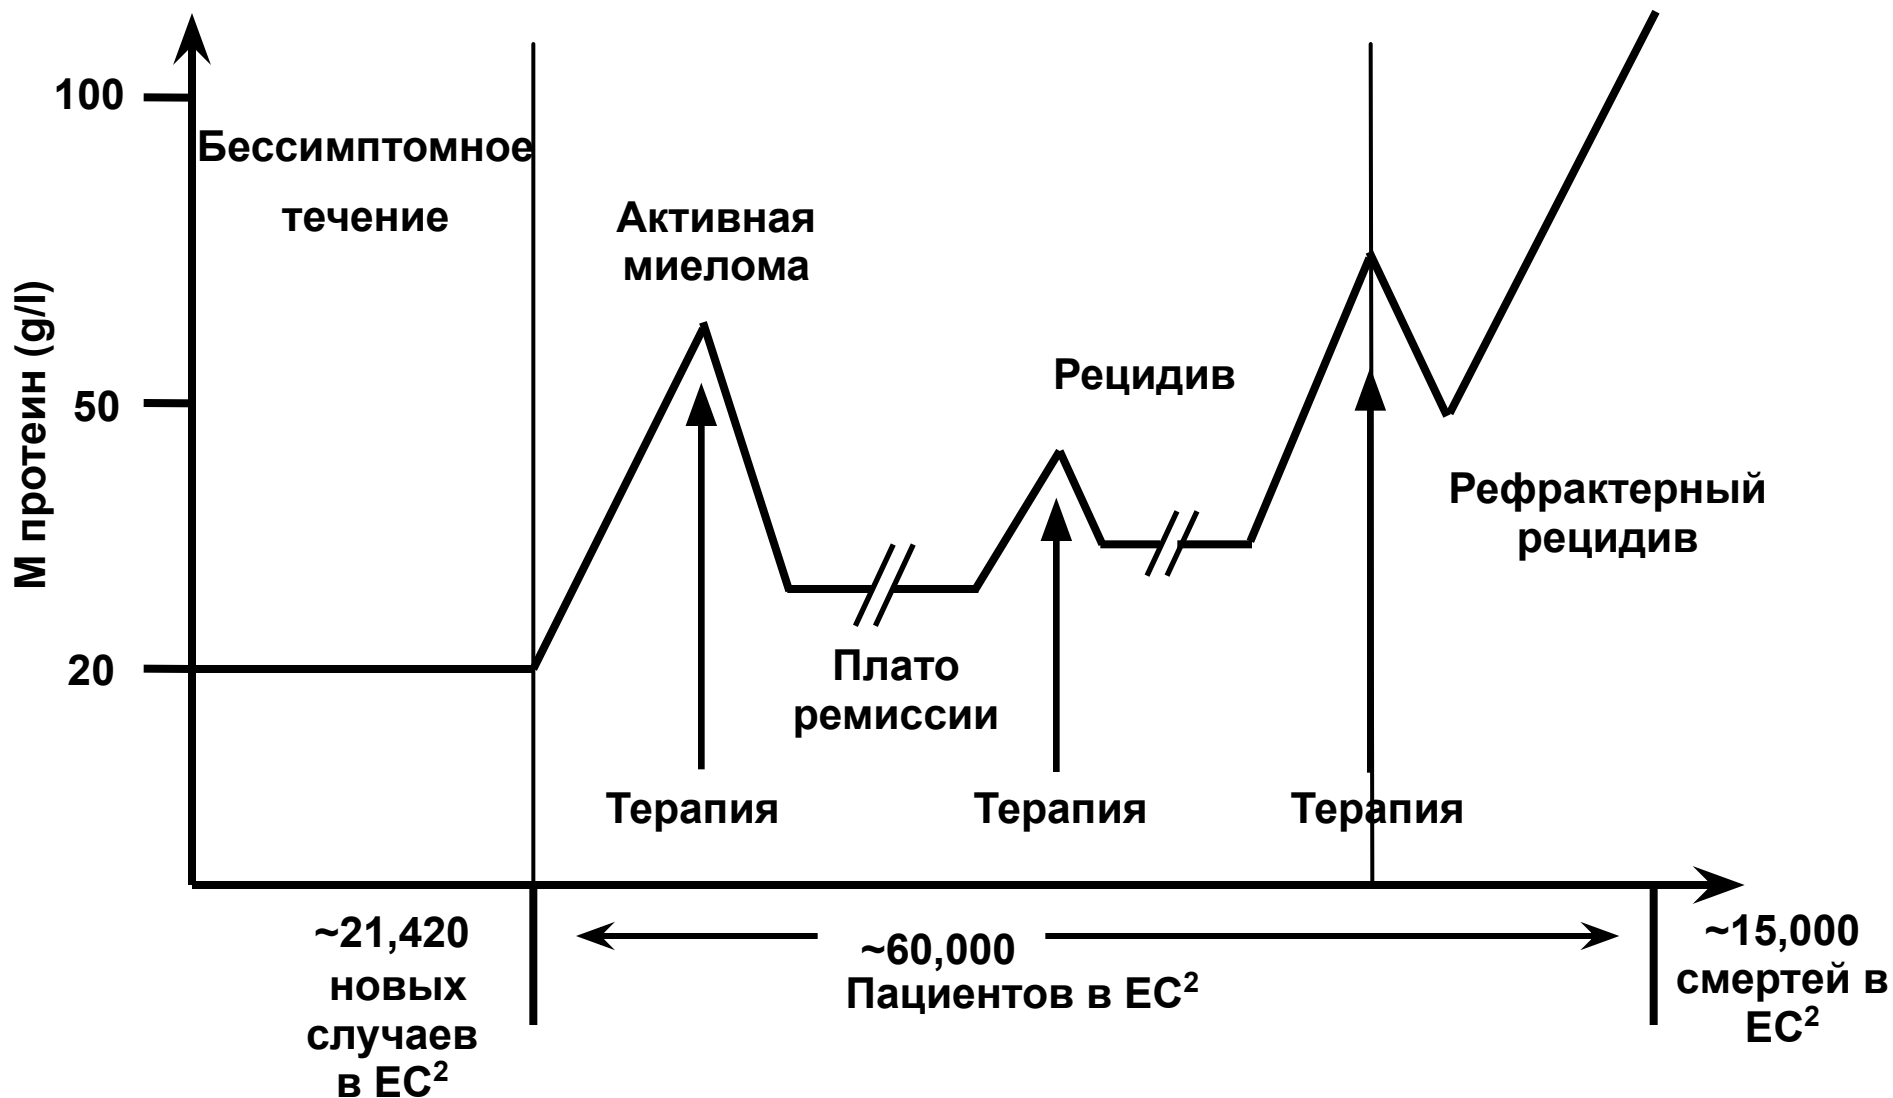 100
Бессимптомное
течение
Активная
миелома
М протеин (g/l)
Рецидив
50
Рефрактерный
рецидив
20
Плато
ремиссии
Терапия
Терапия
Терапия
~21,420
новых
случаев
в ЕС²
~60,000
Пациентов в ЕС²
~15,000
смертей в
ЕС²